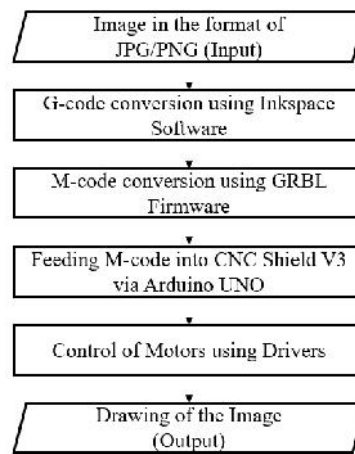 Image in the format of
JPG/PNG (Input)
G-code conversion using Inkspace
Software
M-code conversion using GRBL
Firmware
Feeding M-code into CNC Shield V3
via Arduino UNO
Control of Motors using Drivers
Drawing of the Image
(Output)